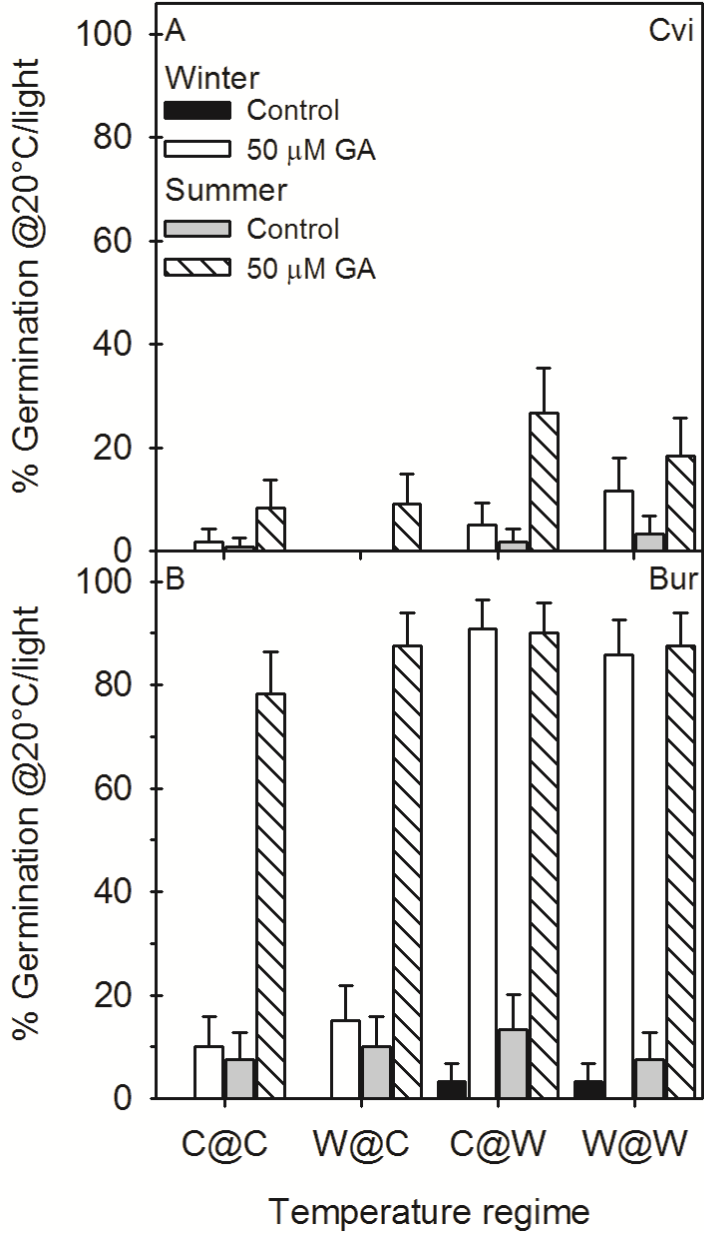 % Germination @20°C/light
100
80
60
40
20
0
A
Cvi
Winter
Control
50 μM GA
Summer
Control
50 μM GA
% Germination @20°C/light
100
80
60
40
20
0
B
Bur
C@C W@C C@W W@W
Temperature regime